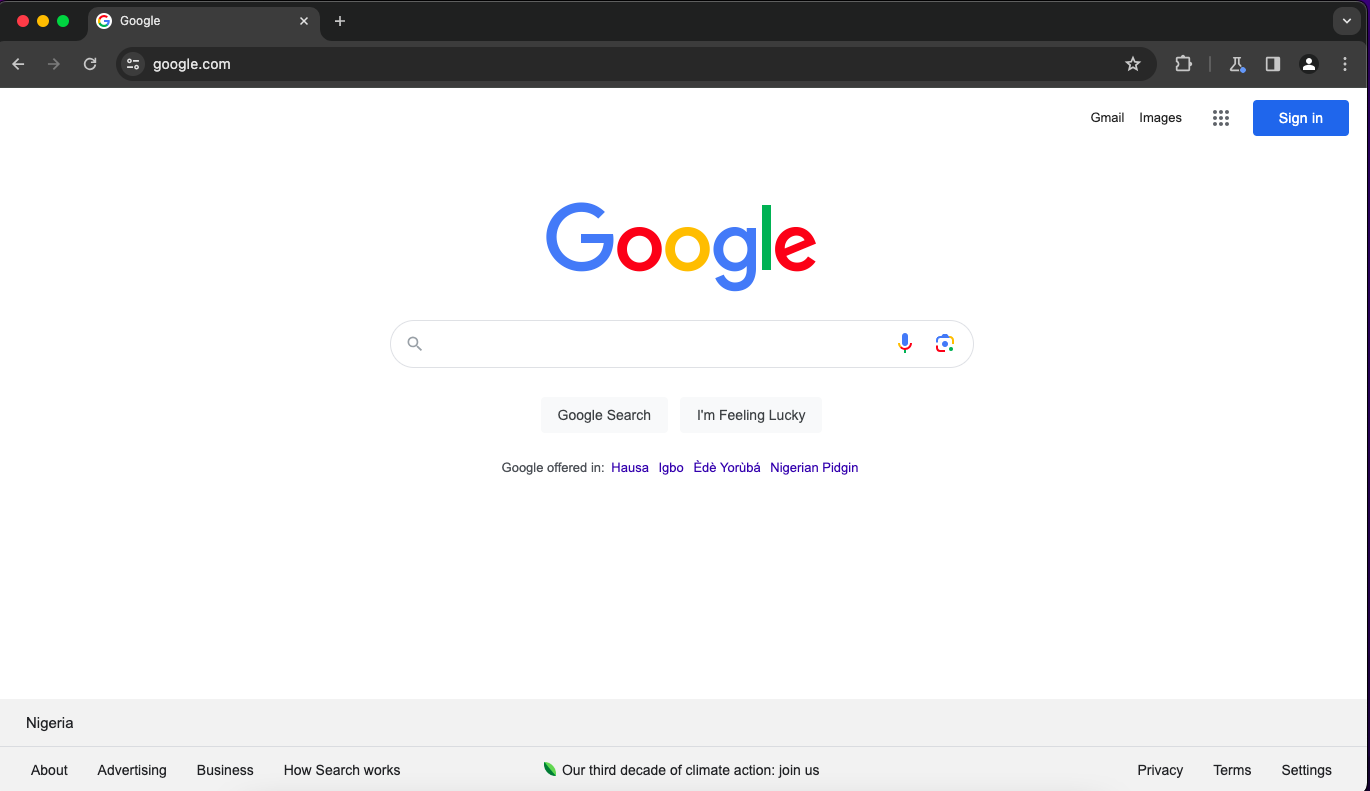 Google
google.com
Gmail Images Sign in
Google
Google Search I'm Feeling Lucky
Google offered in: Hausa Igbo Èdè Yorùbá Nigerian Pidgin
Nigeria
About Advertising Business How Search works Our third decade of climate action: join us Privacy Terms Settings